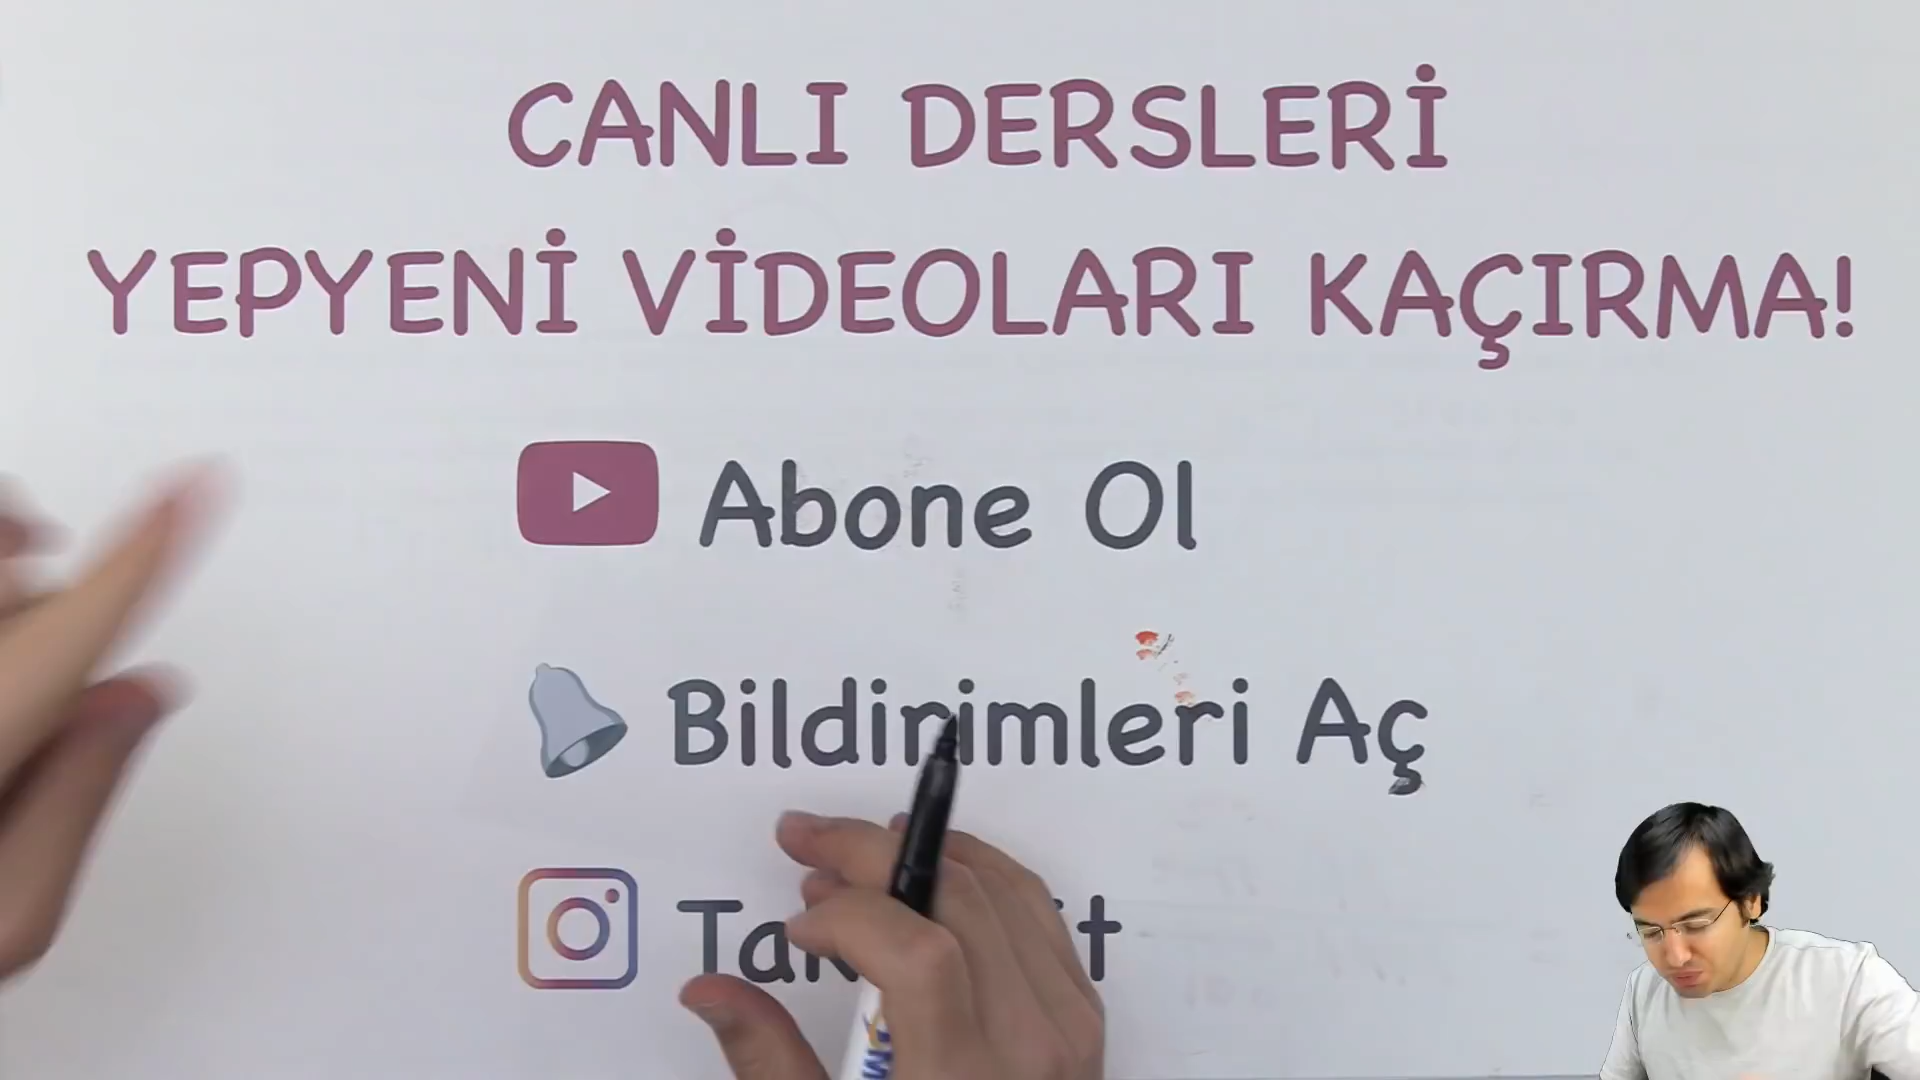 CANLI DERSLERİ
YEPYENİ VİDEOLARI KAÇIRMA!
Abone Ol
Bildirimleri Aç